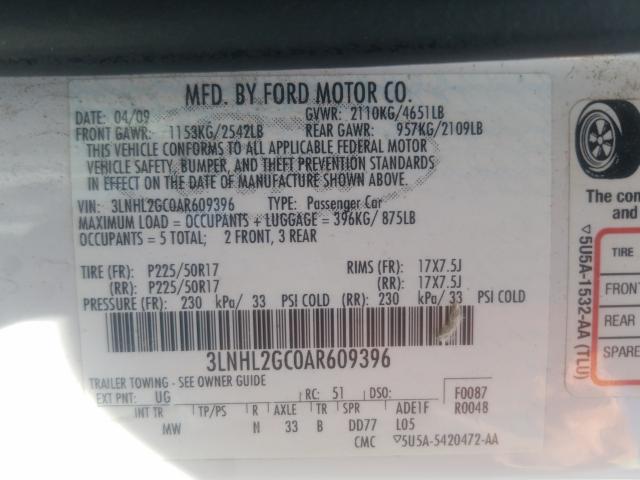 MFD. BY FORD MOTOR CO.
DATE: 04/09 GVWR: 2110KG/4651LB
FRONT GAWR: 1153KG/2542LB REAR GAWR: 957KG/2109LB
THIS VEHICLE CONFORMS TO ALL APPLICABLE FEDERAL MOTOR
VEHICLE SAFETY, BUMPER, AND THEFT PREVENTION STANDARDS
IN EFFECT ON THE DATE OF MANUFACTURE SHOWN ABOVE.
VIN: 3LNHL2GC0AR609396 TYPE: Passenger Car
MAXIMUM LOAD = OCCUPANTS + LUGGAGE = 396KG/ 875LB
OCCUPANTS = 5 TOTAL; 2 FRONT, 3 REAR
TIRE (FR): P225/50R17 RIMS (FR): 17X7.5J
(RR): P225/50R17 (RR): 17X7.5J
PRESSURE (FR): 230 kPa/ 33 PSI COLD (RR): 230 kPa/ 33 PSI COLD
3LNHL2GC0AR609396
TRAILER TOWING - SEE OWNER GUIDE
EXT PNT: UG RC: 51 DSO: F0087
INT TR TP/PS R AXLE TR SPR ADE1F R0048
MW N 33 B DD77 L05
CMC ▽5U5A-5420472-AA
The con
and
▽5U5A-1532-AA (TLU)
TIRE
FRONT
REAR
SPARE